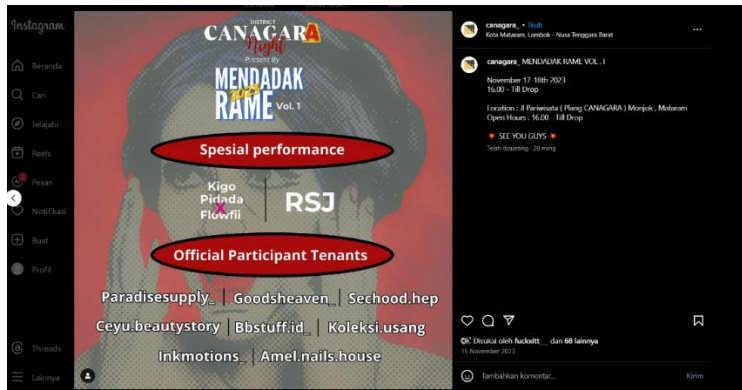 Instagram
Beranda
Cari
Jelajahi
Reels
Pesan
Notifikasi
Buat
Profil
Threads
Lainnya
DISTRICT
CANAGARA
Night
Present By
MENDADAK
2023
RAME Vol. 1
Spesial performance
Kigo
Pidada
X
Flowfii
RSJ
Official Participant Tenants
Paradisesupply_ | Goodsheaven_ | Sechood.hep
Ceyu.beautystory | Bbstuff.id_ | Koleksi.usang
Inkmotions_ | Amel.nails.house
canagara_ • Ikuti
Kota Mataram, Lombok - Nusa Tenggara Barat
canagara_ MENDADAK RAME VOL . I
November 17-18th 2023
16.00 - Till Drop
Location : Jl Pariwisata ( Plang CANAGARA ) Monjok , Mataram
Open Hours : 16.00 - Till Drop
SEE YOU GUYS
Telah disunting · 20 ming
Disukai oleh fuckoitt__ dan 68 lainnya
15 November 2023
Tambahkan komentar...
Kirim